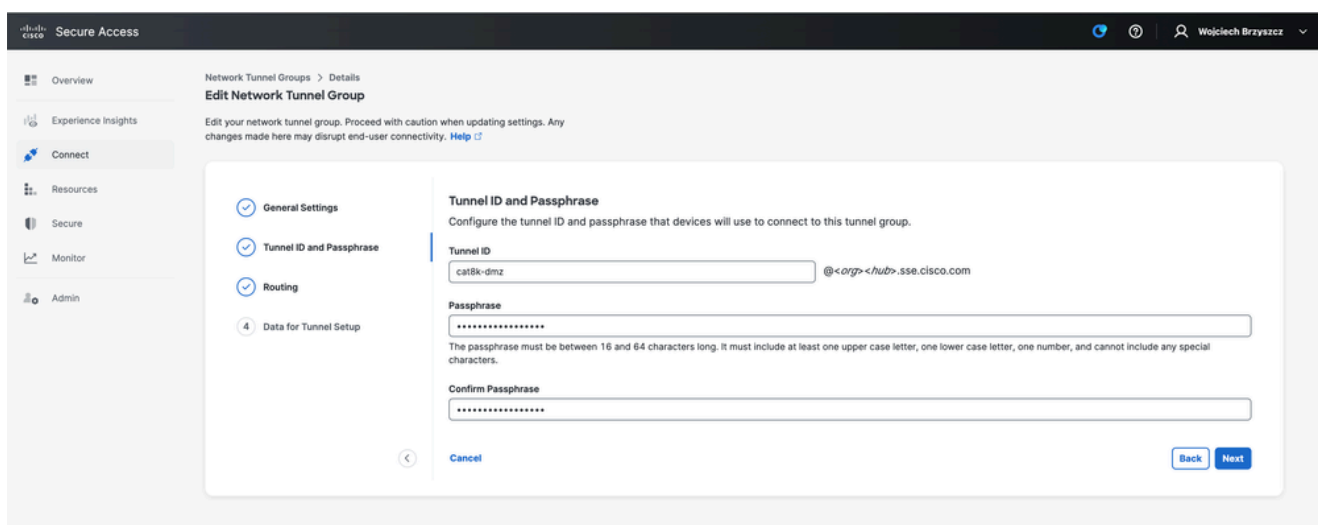 cisco Secure Access
Wojciech Brzyszcz
Overview
Experience Insights
Connect
Resources
Secure
Monitor
Admin
Network Tunnel Groups > Details
Edit Network Tunnel Group
Edit your network tunnel group. Proceed with caution when updating settings. Any
changes made here may disrupt end-user connectivity. Help
General Settings
Tunnel ID and Passphrase
Routing
4 Data for Tunnel Setup
Tunnel ID and Passphrase
Configure the tunnel ID and passphrase that devices will use to connect to this tunnel group.
Tunnel ID
cat8k-dmz @<org><hub>.sse.cisco.com
Passphrase
•••••••••••••••••
The passphrase must be between 16 and 64 characters long. It must include at least one upper case letter, one lower case letter, one number, and cannot include any special
characters.
Confirm Passphrase
•••••••••••••••••
Cancel
Back Next